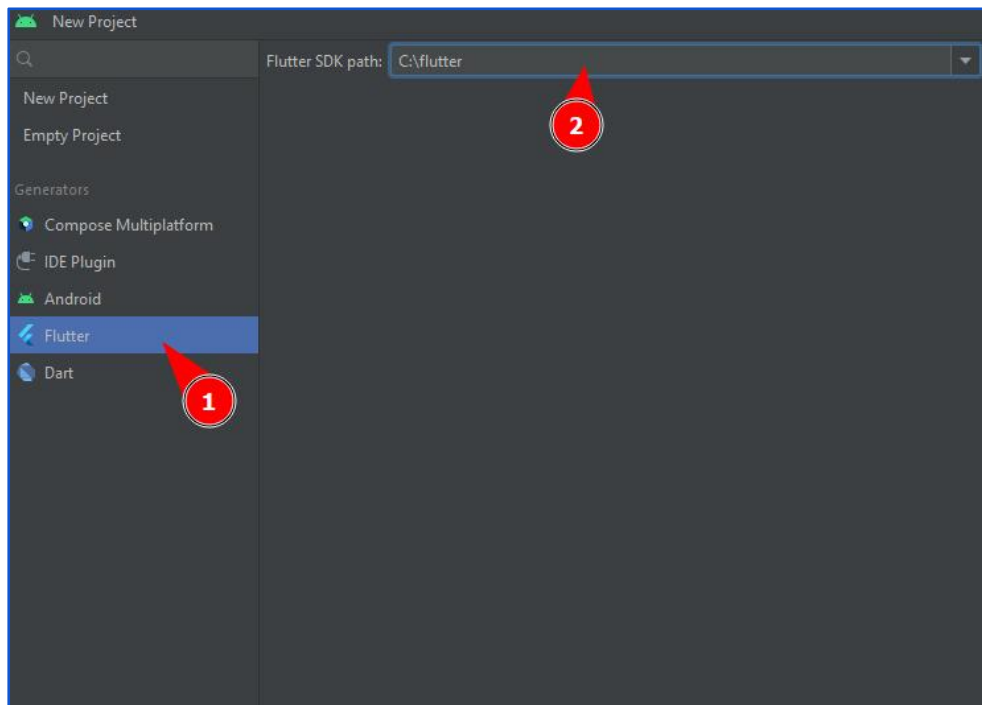 New Project
Flutter SDK path: C:\flutter
New Project
Empty Project
Generators
Compose Multiplatform
IDE Plugin
Android
Flutter
Dart
1
2